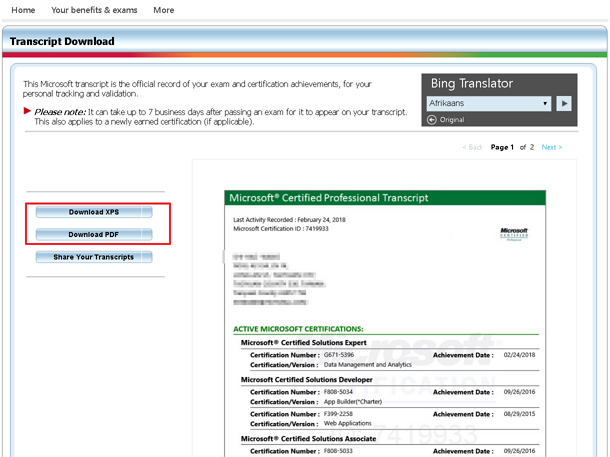 Home Your benefits & exams More
Transcript Download
This Microsoft transcript is the official record of your exam and certification achievements, for your
personal tracking and validation.
Please note: It can take up to 7 business days after passing an exam for it to appear on your transcript.
This also applies to a newly earned certification (if applicable).
Bing Translator
Afrikaans
Original
< Back Page 1 of 2 Next >
Download XPS
Download PDF
Share Your Transcripts
Microsoft® Certified Professional Transcript
Last Activity Recorded : February 24, 2018
Microsoft Certification ID : 7419933
Microsoft
CERTIFIED
Professional
ACTIVE MICROSOFT CERTIFICATIONS:
Microsoft® Certified Solutions Expert
Certification Number : G671-5396 Achievement Date : 02/24/2018
Certification/Version : Data Management and Analytics
Microsoft Certified Solutions Developer
Certification Number : F808-5034 Achievement Date : 09/26/2016
Certification/Version : App Builder(*Charter)
Certification Number : F399-2258 Achievement Date : 08/29/2015
Certification/Version : Web Applications
Microsoft® Certified Solutions Associate
Certification Number : F808-5033 Achievement Date : 09/26/2016